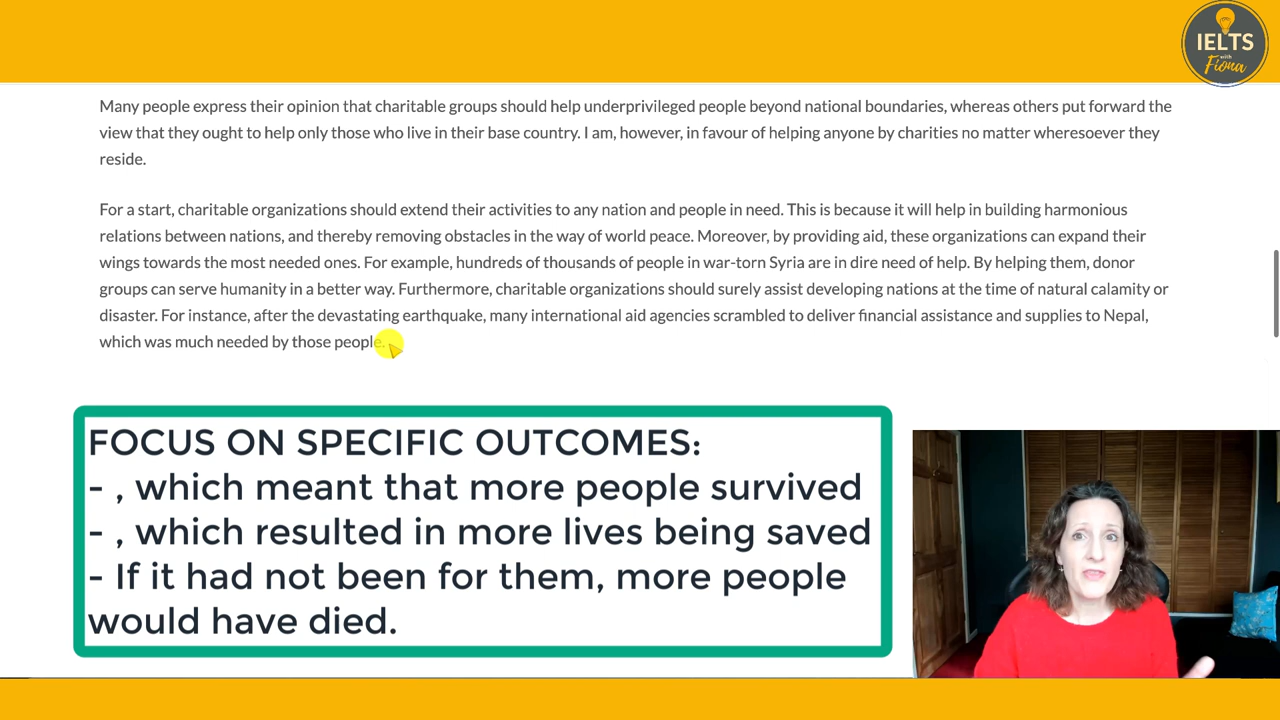 IELTS
with
Fiona
Many people express their opinion that charitable groups should help underprivileged people beyond national boundaries, whereas others put forward the
view that they ought to help only those who live in their base country. I am, however, in favour of helping anyone by charities no matter wheresoever they
reside.
For a start, charitable organizations should extend their activities to any nation and people in need. This is because it will help in building harmonious
relations between nations, and thereby removing obstacles in the way of world peace. Moreover, by providing aid, these organizations can expand their
wings towards the most needed ones. For example, hundreds of thousands of people in war-torn Syria are in dire need of help. By helping them, donor
groups can serve humanity in a better way. Furthermore, charitable organizations should surely assist developing nations at the time of natural calamity or
disaster. For instance, after the devastating earthquake, many international aid agencies scrambled to deliver financial assistance and supplies to Nepal,
which was much needed by those people.
FOCUS ON SPECIFIC OUTCOMES:
- , which meant that more people survived
- , which resulted in more lives being saved
- If it had not been for them, more people
would have died.